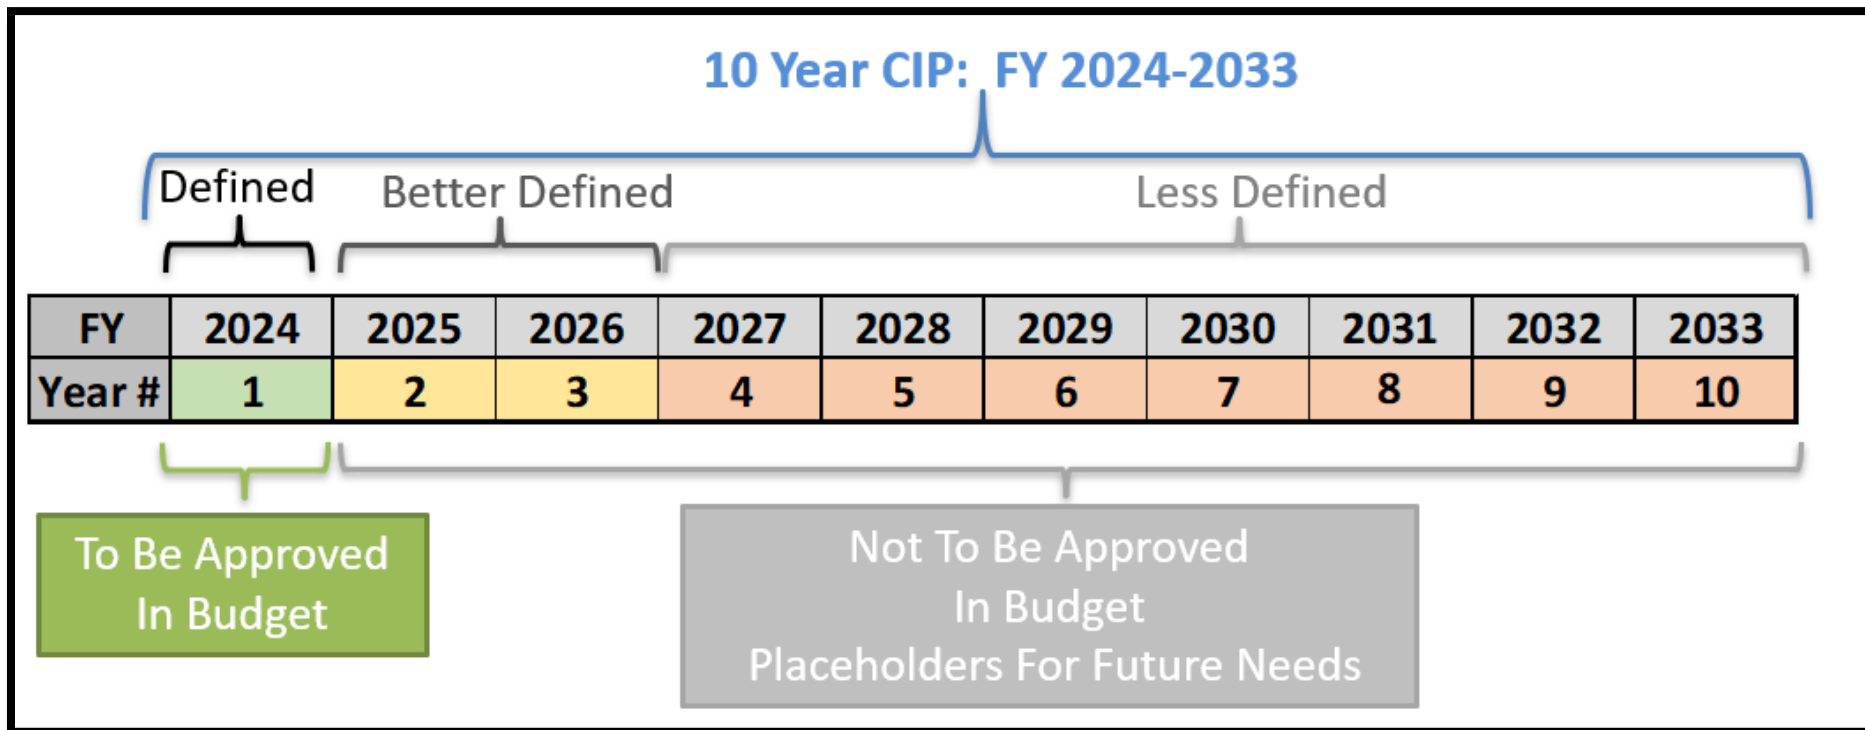 10 Year CIP:  FY 2024-2033
Defined
Better Defined
Less Defined
FY 2024 2025 2026 2027 2028 2029 2030 2031 2032 2033
Year # 1 2 3 4 5 6 7 8 9 10
To Be Approved
In Budget
Not To Be Approved
In Budget
Placeholders For Future Needs